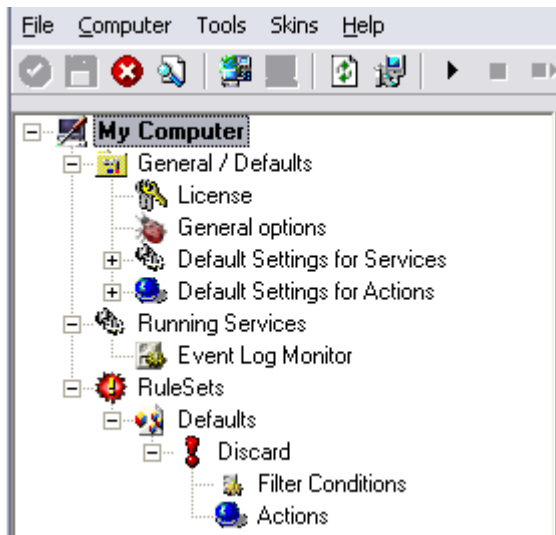 File Computer Tools Skins Help
My Computer
General / Defaults
License
General options
Default Settings for Services
Default Settings for Actions
Running Services
Event Log Monitor
RuleSets
Defaults
Discard
Filter Conditions
Actions